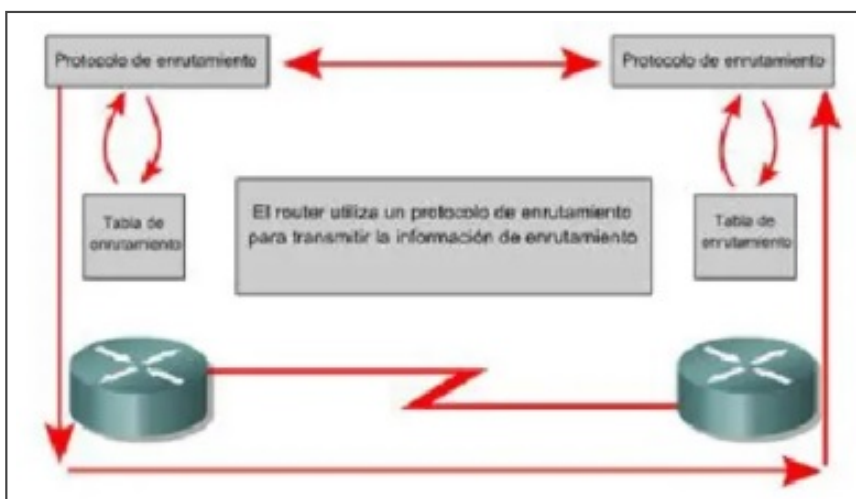 Protocolo de enrutamiento
Protocolo de enrutamiento
Tabla de
enrutamiento
El router utiliza un protocolo de enrutamiento
para transmitir la información de enrutamiento
Tabla de
enrutamiento